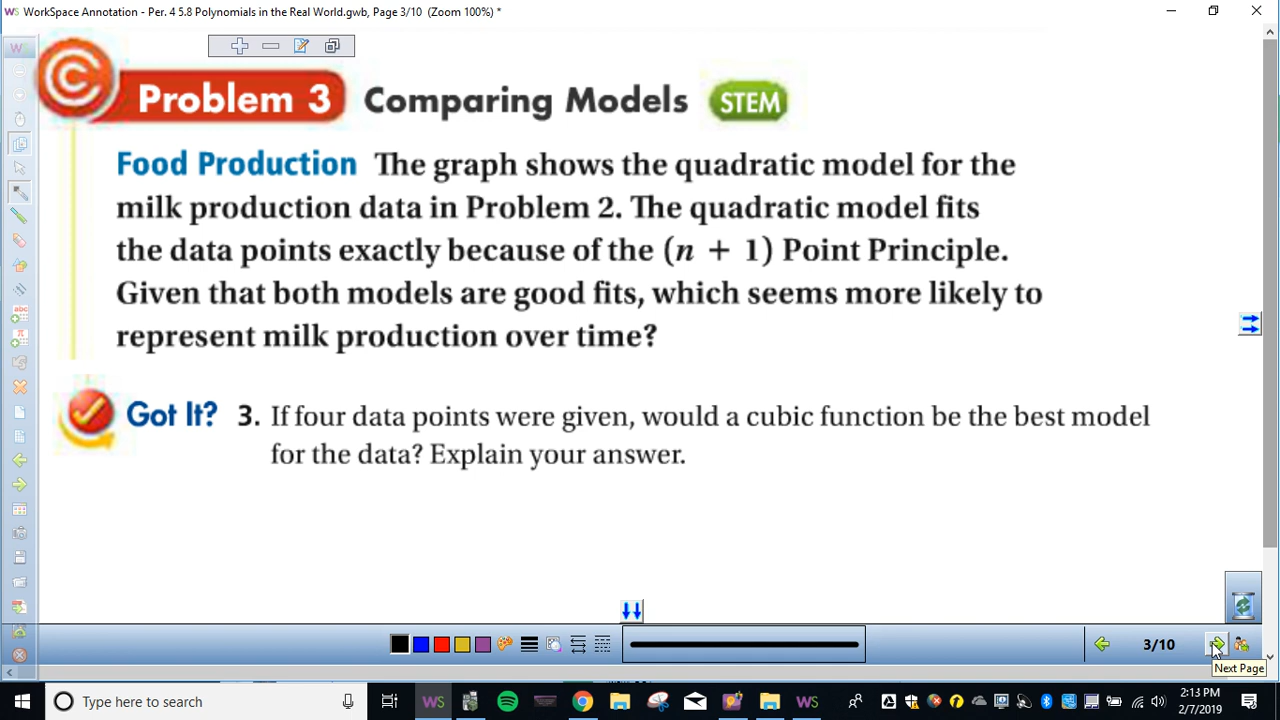 WS WorkSpace Annotation - Per. 4 5.8 Polynomials in the Real World.gwb, Page 3/10 (Zoom 100%) *
W
C Problem 3 Comparing Models STEM
Food Production The graph shows the quadratic model for the
milk production data in Problem 2. The quadratic model fits
the data points exactly because of the (n + 1) Point Principle.
Given that both models are good fits, which seems more likely to
represent milk production over time?
Got It? 3. If four data points were given, would a cubic function be the best model
for the data? Explain your answer.
abc
π
3/10
Next Page
Type here to search
WS
WS
2:13 PM
2/7/2019